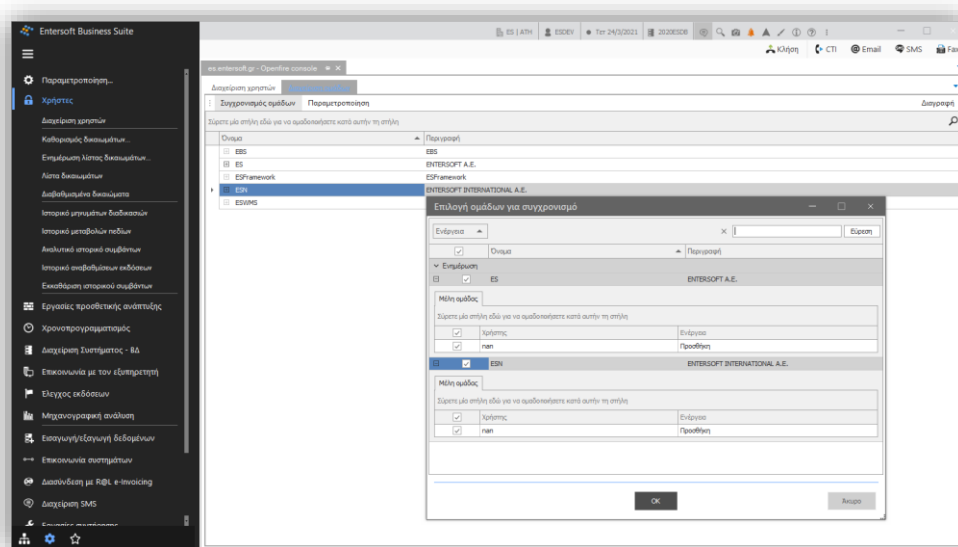 Entersoft Business Suite
ES | ATH ESDEV Τετ 24/3/2021 2020ESDB
Κλήση CTI @Email SMS Fax
es.entersoft.gr - Openfire console
Διαχείριση χρηστών
Συγχρονισμός ομάδων Παραμετροποίηση Διαγραφή
Σύρετε μία στήλη εδώ για να ομαδοποιήσετε κατά αυτήν τη στήλη
Όνομα Περιγραφή
EBS EBS
ES ENTERSOFT A.E.
ESFramework ESFramework
ESN ENTERSOFT INTERNATIONAL A.E.
ESWMS
Παραμετροποίηση...
Χρήστες
Διαχείριση χρηστών
Καθορισμός δικαιωμάτων...
Ενημέρωση λίστας δικαιωμάτων...
Λίστα δικαιωμάτων
Διαβαθμισμένα δικαιώματα
Ιστορικό μηνυμάτων διαδικασιών
Ιστορικό μεταβολών πεδίων
Αναλυτικό ιστορικό συμβάντων
Ιστορικό αναβαθμίσεων εκδόσεων
Εκκαθάριση ιστορικού συμβάντων
Εργασίες προσθετικής ανάπτυξης
Χρονοπρογραμματισμός
Διαχείριση Συστήματος - ΒΔ
Επικοινωνία με τον εξυπηρετητή
Έλεγχος εκδόσεων
Μηχανογραφική ανάλυση
Εισαγωγή/εξαγωγή δεδομένων
Επικοινωνία συστημάτων
Διασύνδεση με R@L e-Invoicing
Διαχείριση SMS
Εργασίες συντήρησης
Επιλογή ομάδων για συγχρονισμό
Ενέργεια Εύρεση
Όνομα Περιγραφή
Ενημέρωση
ES ENTERSOFT A.E.
Μέλη ομάδας
Σύρετε μία στήλη εδώ για να ομαδοποιήσετε κατά αυτήν τη στήλη
Χρήστης Ενέργεια
nan Προσθήκη
ESN ENTERSOFT INTERNATIONAL A.E.
Μέλη ομάδας
Σύρετε μία στήλη εδώ για να ομαδοποιήσετε κατά αυτήν τη στήλη
Χρήστης Ενέργεια
nan Προσθήκη
OK Άκυρο